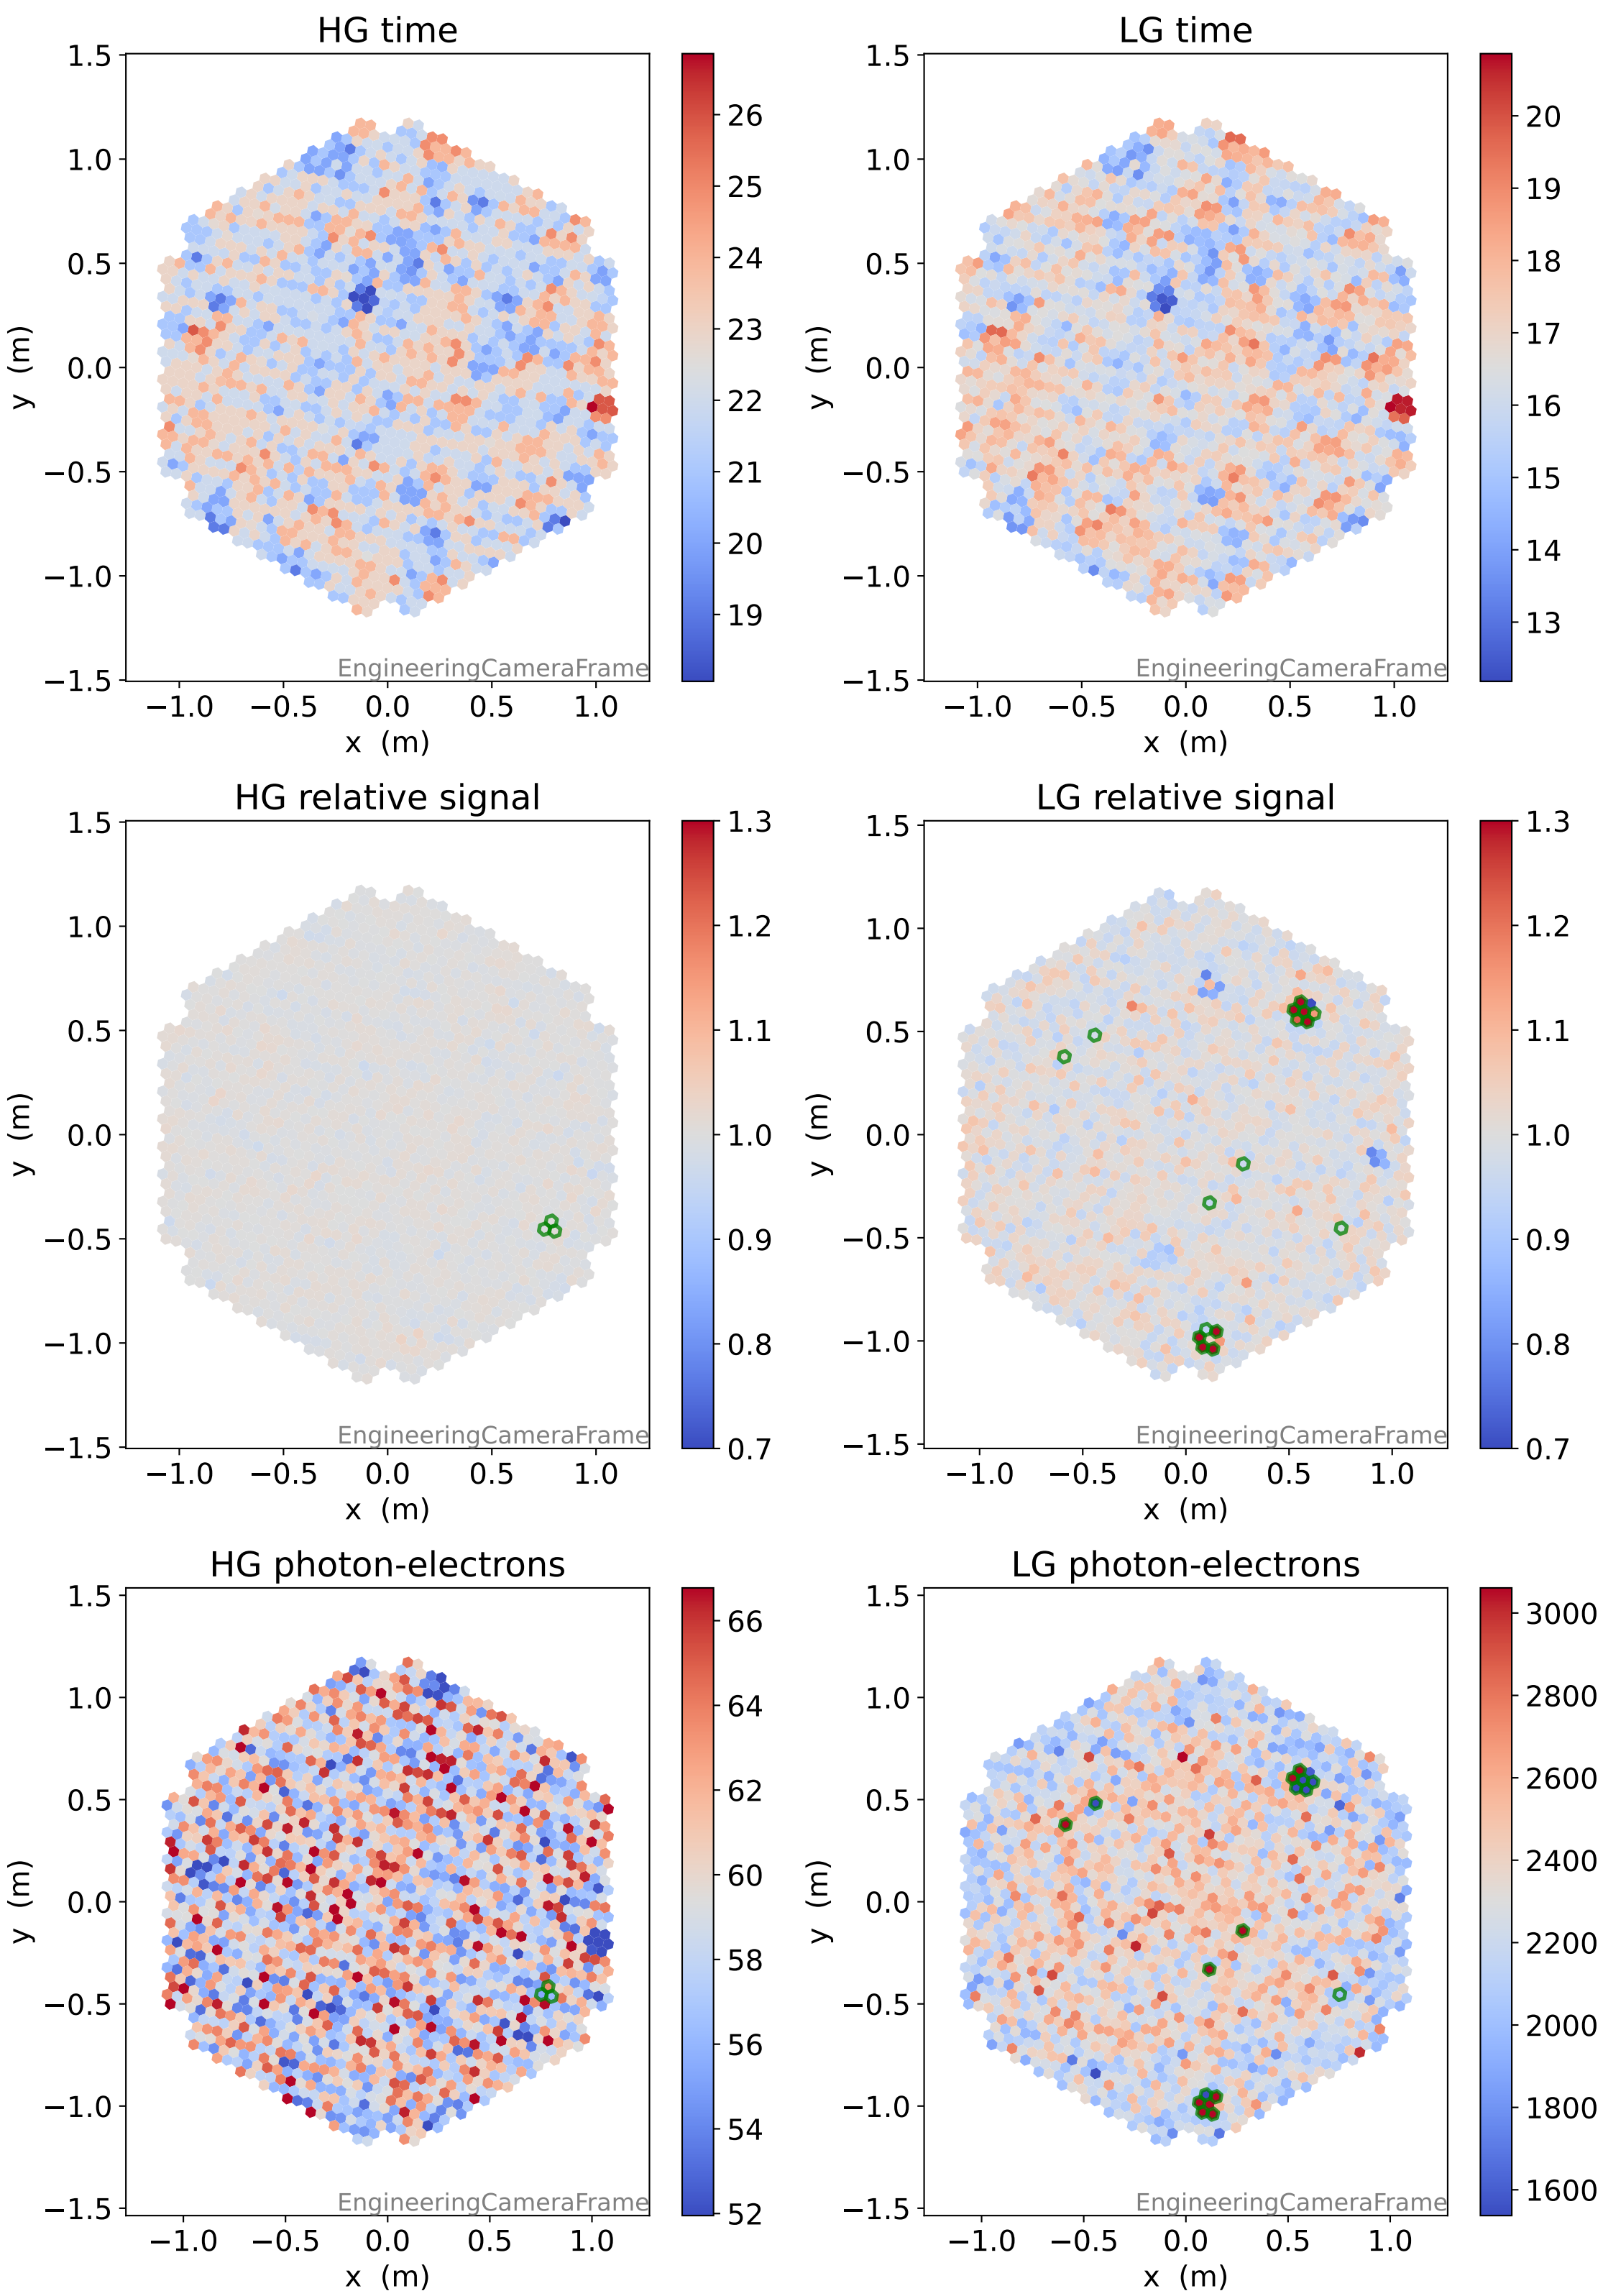 HG time
1.5
1.0
0.5
0.0
−0.5
−1.0
−1.5
y (m)
−1.0 −0.5 0.0 0.5 1.0
x (m)
EngineeringCameraFrame
26
25
24
23
22
21
20
19
LG time
1.5
1.0
0.5
0.0
−0.5
−1.0
−1.5
y (m)
−1.0 −0.5 0.0 0.5 1.0
x (m)
EngineeringCameraFrame
20
19
18
17
16
15
14
13
HG relative signal
1.5
1.0
0.5
0.0
−0.5
−1.0
−1.5
y (m)
−1.0 −0.5 0.0 0.5 1.0
x (m)
EngineeringCameraFrame
1.3
1.2
1.1
1.0
0.9
0.8
0.7
LG relative signal
1.5
1.0
0.5
0.0
−0.5
−1.0
−1.5
y (m)
−1.0 −0.5 0.0 0.5 1.0
x (m)
EngineeringCameraFrame
1.3
1.2
1.1
1.0
0.9
0.8
0.7
HG photon-electrons
1.5
1.0
0.5
0.0
−0.5
−1.0
−1.5
y (m)
−1.0 −0.5 0.0 0.5 1.0
x (m)
EngineeringCameraFrame
66
64
62
60
58
56
54
52
LG photon-electrons
1.5
1.0
0.5
0.0
−0.5
−1.0
−1.5
y (m)
−1.0 −0.5 0.0 0.5 1.0
x (m)
EngineeringCameraFrame
3000
2800
2600
2400
2200
2000
1800
1600